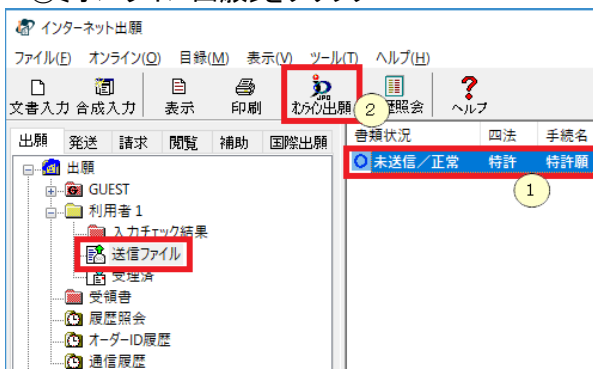 インターネット出願
ファイル(F) オンライン(O) 目録(M) 表示(V) ツール(T) ヘルプ(H)
文書入力 合成入力 表示 印刷 オンライン出願 歴照会 ヘルプ
2
出願 発送 請求 閲覧 補助 国際出願
書類状況 四法 手続名
未送信／正常 特許 特許願
1
出願
GUEST
利用者1
入力チェック結果
送信ファイル
受理済
受領書
履歴照会
オーダーID履歴
通信履歴